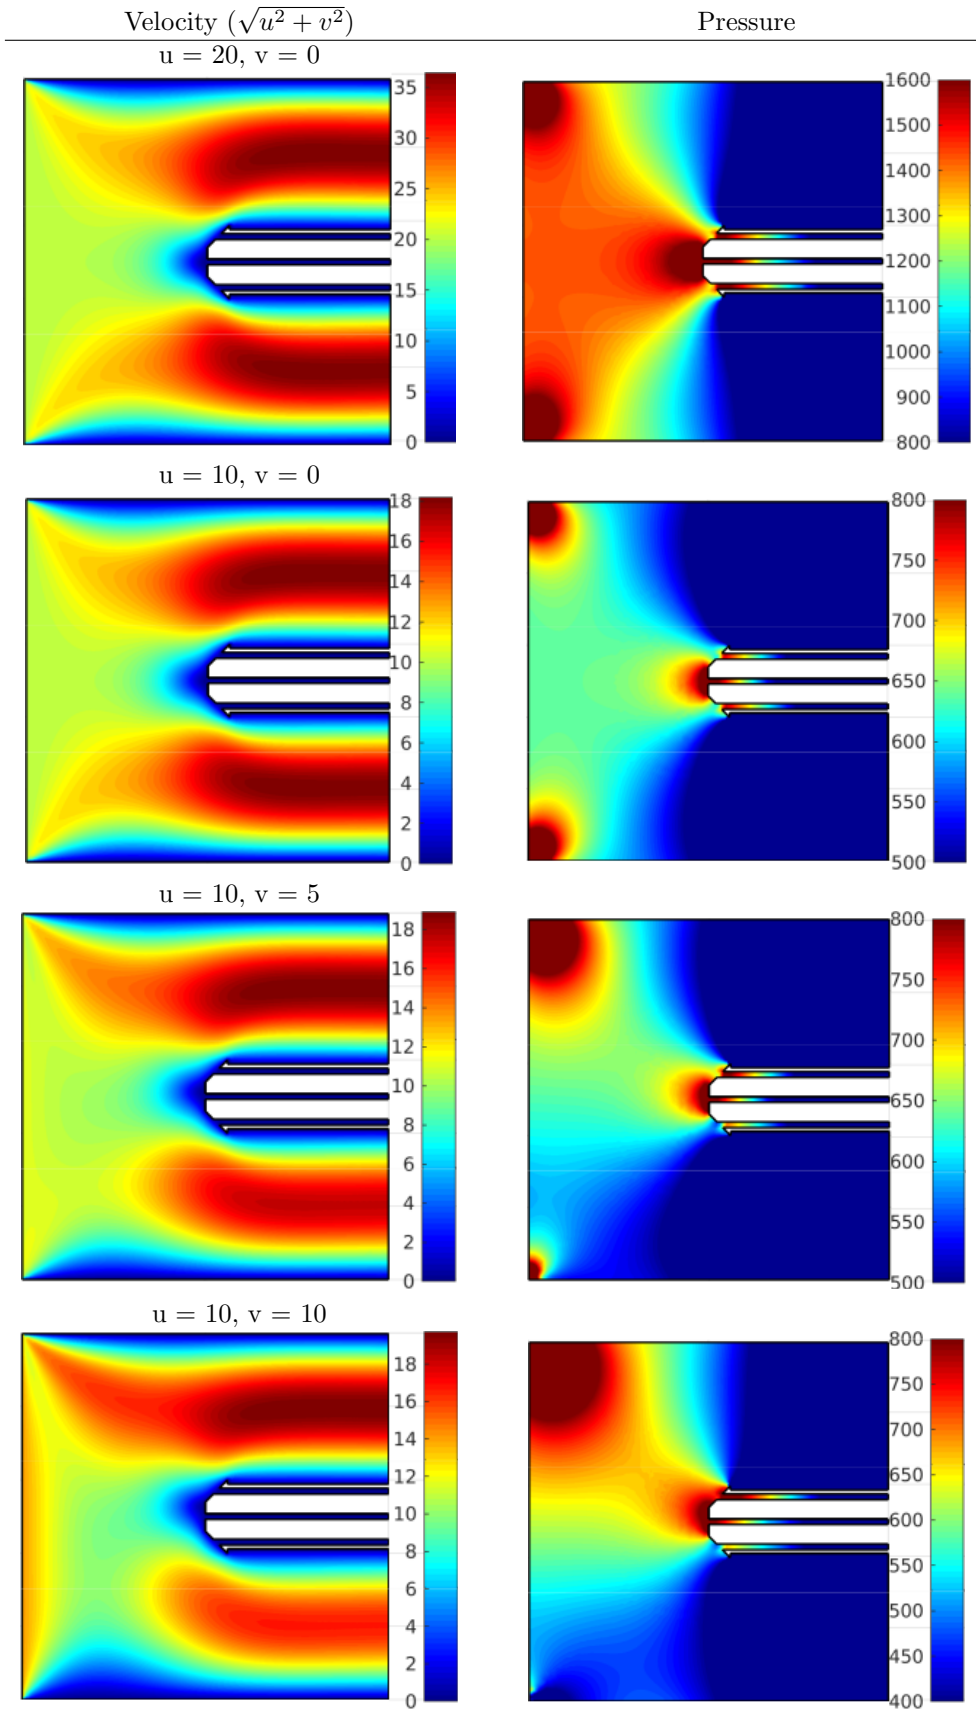 Velocity (√u² + v²) Pressure
u = 20, v = 0
35 30 25 20 15 10 5 0
1600 1500 1400 1300 1200 1100 1000 900 800
u = 10, v = 0
18 16 14 12 10 8 6 4 2 0
800 750 700 650 600 550 500
u = 10, v = 5
18 16 14 12 10 8 6 4 2 0
800 750 700 650 600 550 500
u = 10, v = 10
18 16 14 12 10 8 6 4 2 0
800 750 700 650 600 550 500 450 400